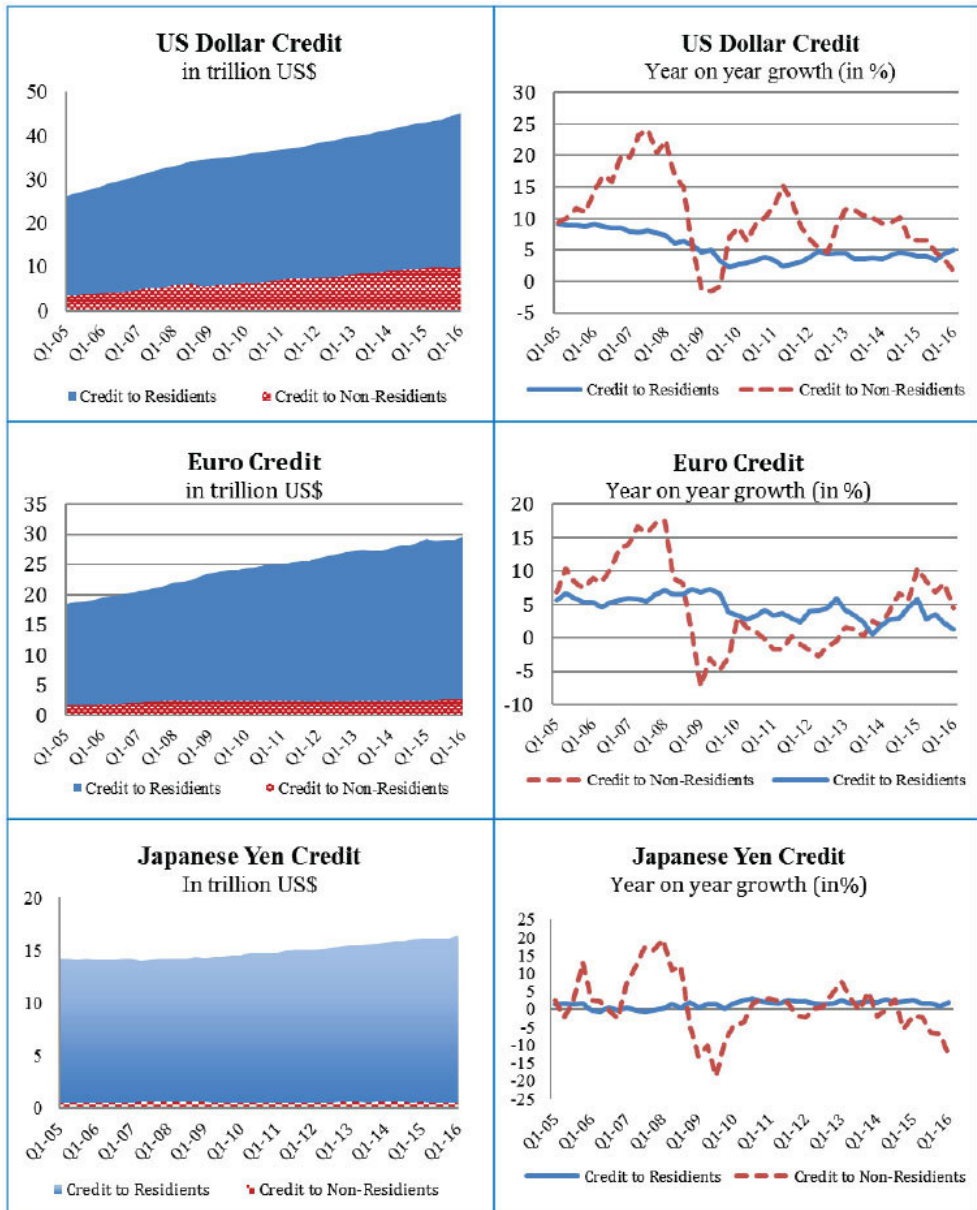 US Dollar Credit
in trillion US$
50
40
30
20
10
0
Q1-05
Q1-06
Q1-07
Q1-08
Q1-09
Q1-10
Q1-11
Q1-12
Q1-13
Q1-14
Q1-15
Q1-16
Credit to Residients
Credit to Non-Residients
US Dollar Credit
Year on year growth (in %)
30
25
20
15
10
5
0
-5
Q1-05
Q1-06
Q1-07
Q1-08
Q1-09
Q1-10
Q1-11
Q1-12
Q1-13
Q1-14
Q1-15
Q1-16
Credit to Residients
Credit to Non-Residients
Euro Credit
in trillion US$
35
30
25
20
15
10
5
0
Q1-05
Q1-06
Q1-07
Q1-08
Q1-09
Q1-10
Q1-11
Q1-12
Q1-13
Q1-14
Q1-15
Q1-16
Credit to Residients
Credit to Non-Residients
Euro Credit
Year on year growth (in %)
20
15
10
5
0
-5
-10
Q1-05
Q1-06
Q1-07
Q1-08
Q1-09
Q1-10
Q1-11
Q1-12
Q1-13
Q1-14
Q1-15
Q1-16
Credit to Non-Residients
Credit to Residients
Japanese Yen Credit
In trillion US$
20
15
10
5
0
Q1-05
Q1-06
Q1-07
Q1-08
Q1-09
Q1-10
Q1-11
Q1-12
Q1-13
Q1-14
Q1-15
Q1-16
Credit to Residients
Credit to Non-Residients
Japanese Yen Credit
Year on year growth (in%)
25
20
15
10
5
0
-5
-10
-15
-20
-25
Q1-05
Q1-06
Q1-07
Q1-08
Q1-09
Q1-10
Q1-11
Q1-12
Q1-13
Q1-14
Q1-15
Q1-16
Credit to Residients
Credit to Non-Residients